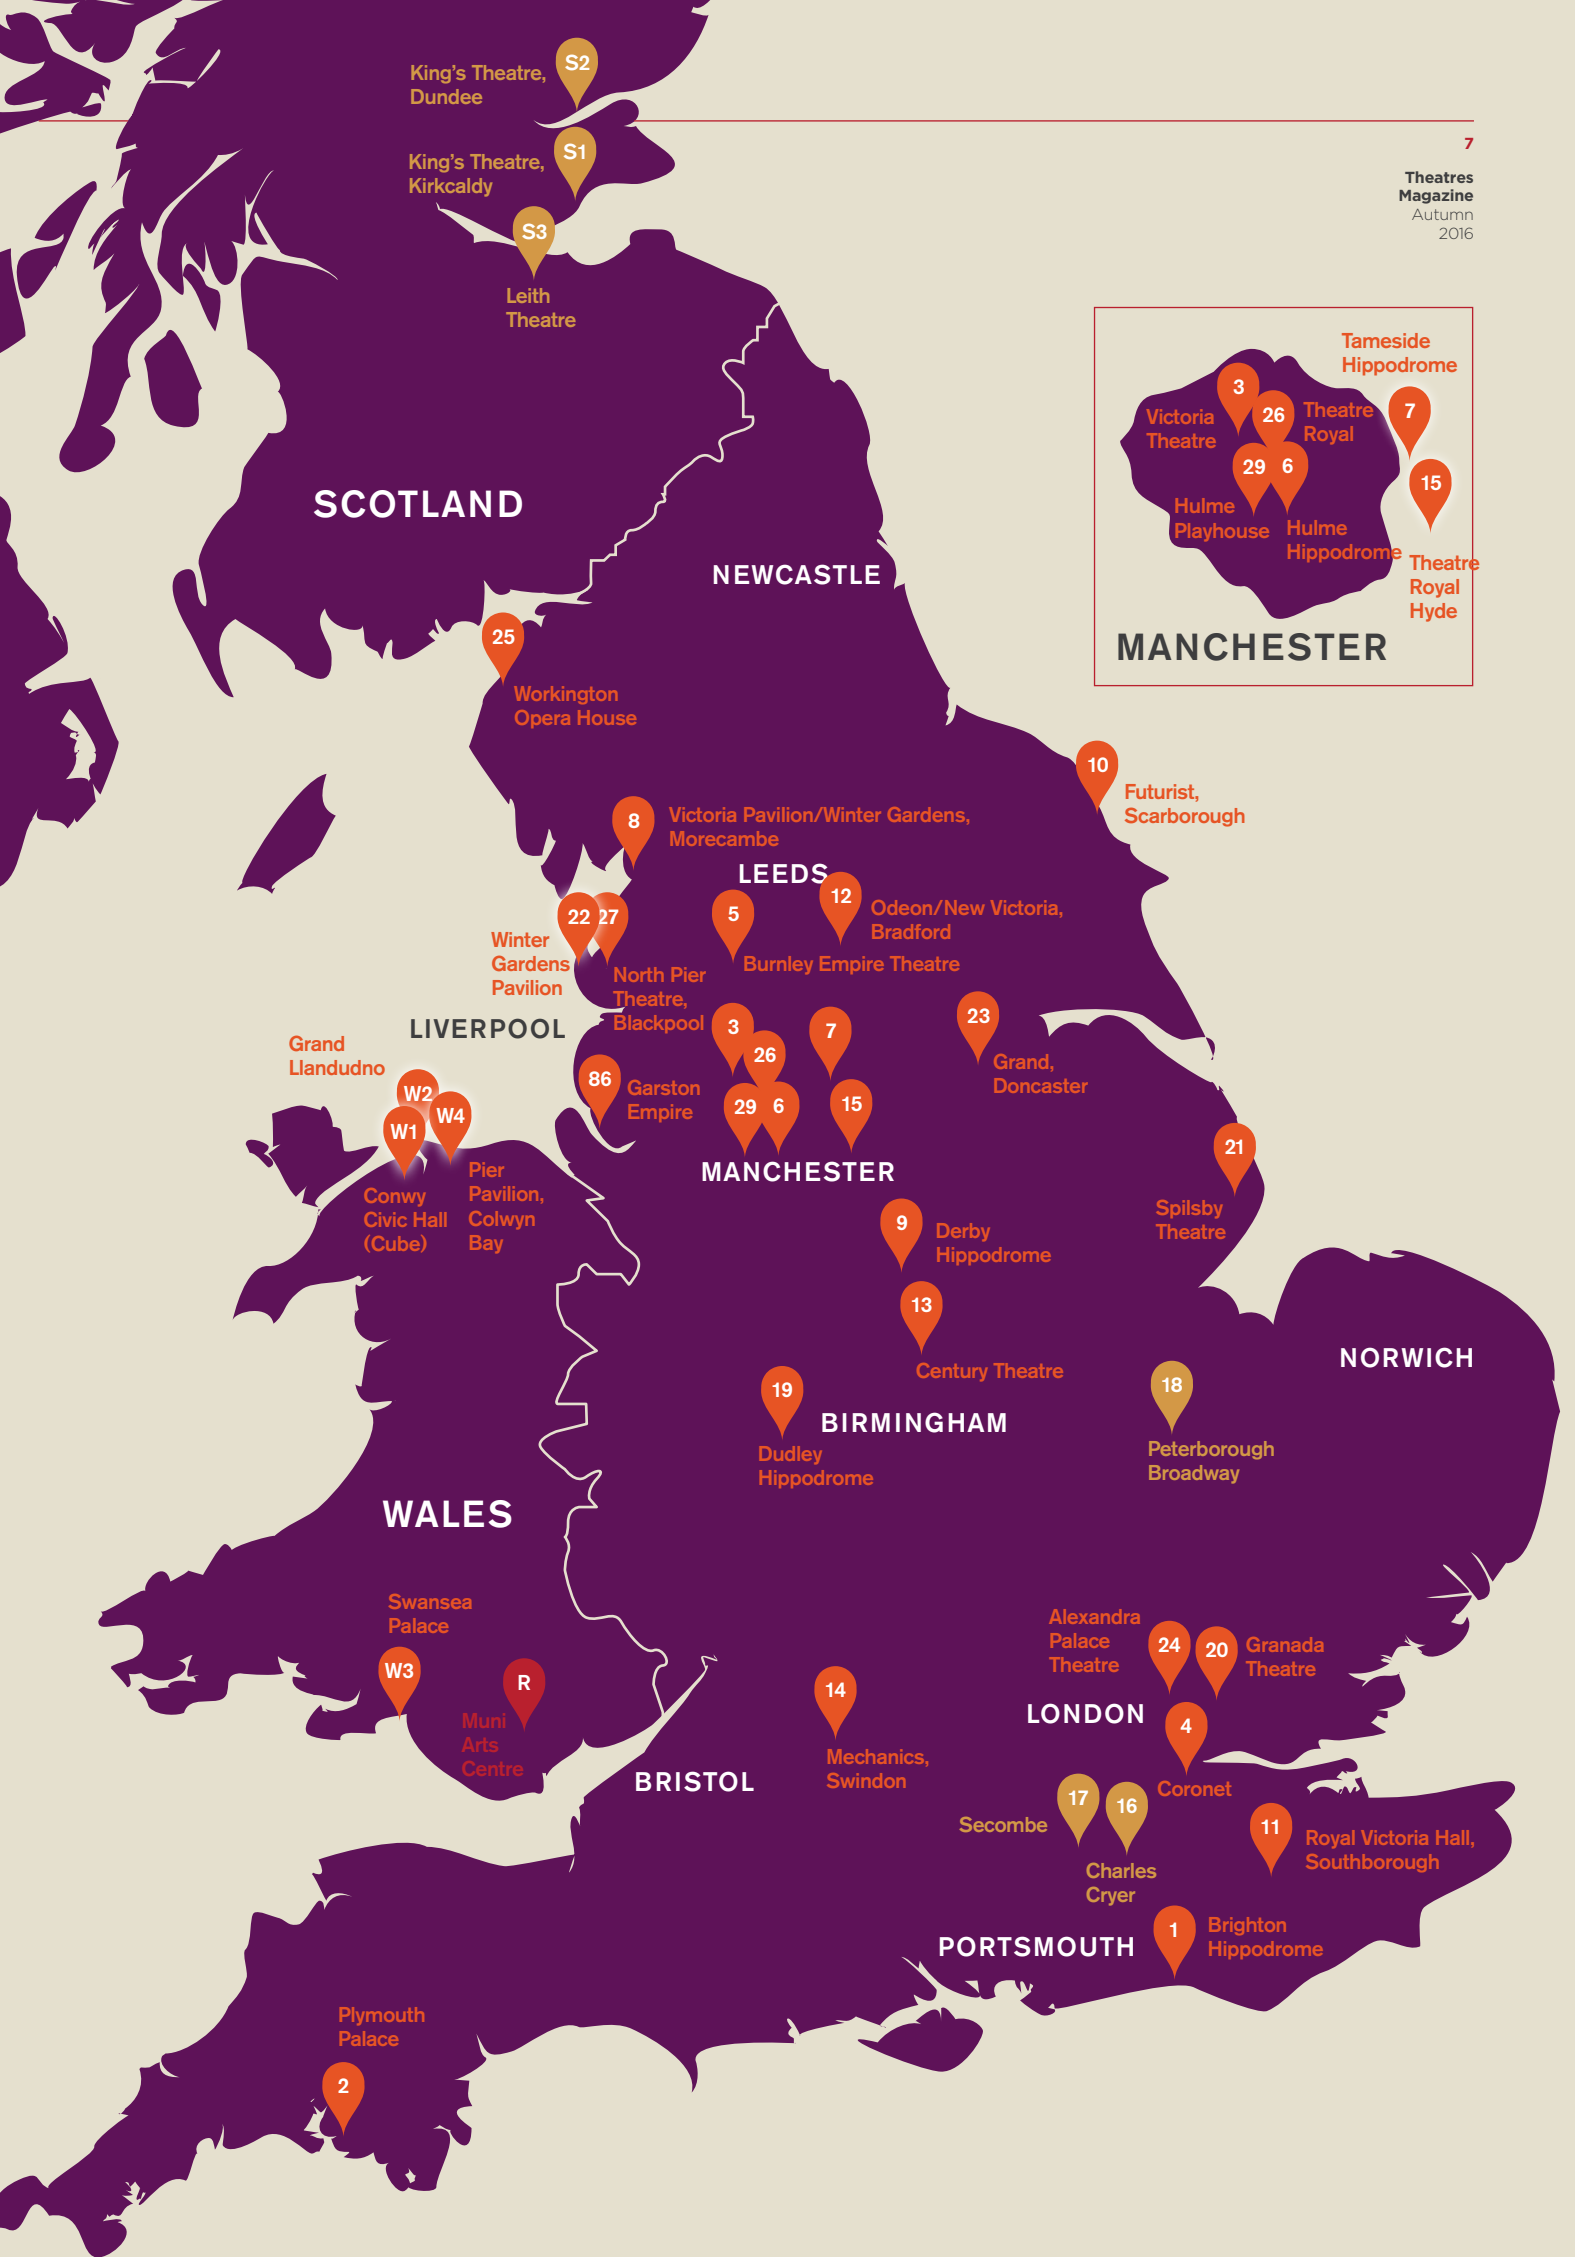 S2
King's Theatre,
Dundee
7
Theatres
Magazine
Autumn
2016
S1
King's Theatre,
Kirkcaldy
S3
Leith
Theatre
Tameside
Hippodrome
3
26
7
Victoria
Theatre
Theatre
Royal
29
6
15
Hulme
Playhouse
Hulme
Hippodrome
Theatre
Royal
Hyde
MANCHESTER
SCOTLAND
NEWCASTLE
25
Workington
Opera House
10
Futurist,
Scarborough
8
Victoria Pavilion/Winter Gardens,
Morecambe
LEEDS
12
Odeon/New Victoria,
Bradford
22
27
5
Winter
Gardens
Pavilion
Burnley Empire Theatre
North Pier
Theatre,
Blackpool
LIVERPOOL
3
26
7
23
Grand,
Doncaster
Grand
Llandudno
86
Garston
Empire
29
6
15
W2
W4
W1
MANCHESTER
21
Spilsby
Theatre
Pier
Pavilion,
Colwyn
Bay
Conwy
Civic Hall
(Cube)
9
Derby
Hippodrome
13
Century Theatre
NORWICH
18
Peterborough
Broadway
19
BIRMINGHAM
Dudley
Hippodrome
WALES
Swansea
Palace
W3
R
Muni
Arts
Centre
Alexandra
Palace
Theatre
24
20
Granada
Theatre
14
Mechanics,
Swindon
LONDON
4
Coronet
BRISTOL
17
16
Secombe
Charles
Cryer
11
Royal Victoria Hall,
Southborough
PORTSMOUTH
1
Brighton
Hippodrome
Plymouth
Palace
2